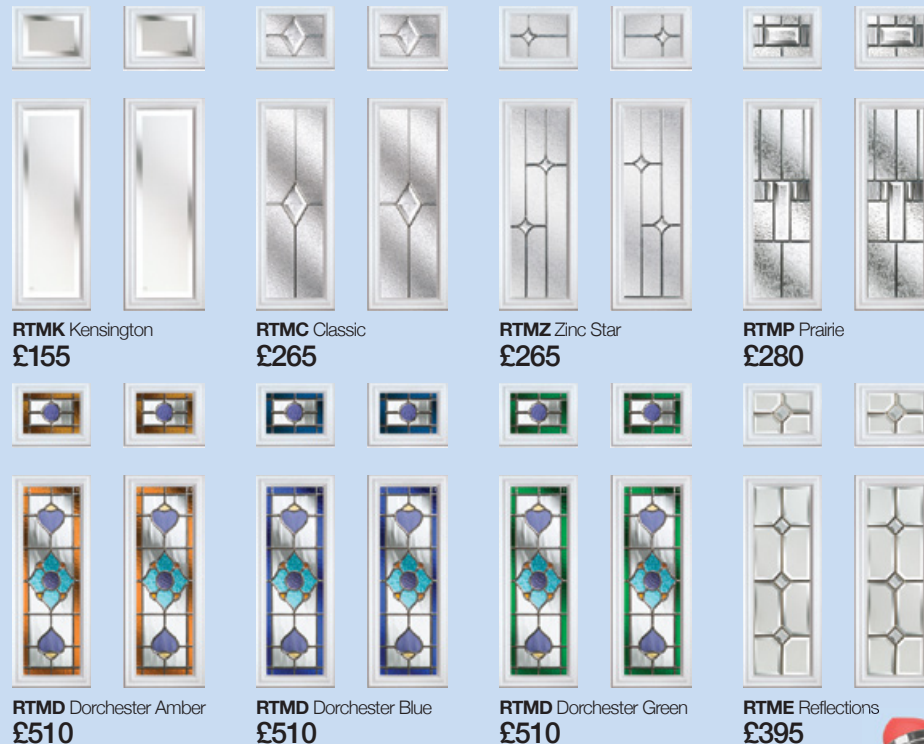 RTMK Kensington
£155
RTMC Classic
£265
RTMZ Zinc Star
£265
RTMP Prairie
£280
RTMD Dorchester Amber
£510
RTMD Dorchester Blue
£510
RTMD Dorchester Green
£510
RTME Reflections
£395